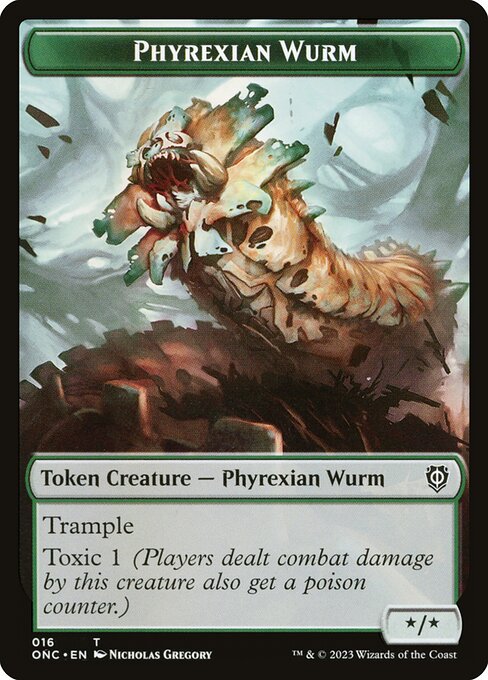 Phyrexian Wurm
Token Creature — Phyrexian Wurm
Trample
Toxic 1 (Players dealt combat damage
by this creature also get a poison
counter.)
★/★
016 T
ONC • EN Nicholas Gregory
™ & © 2023 Wizards of the Coast